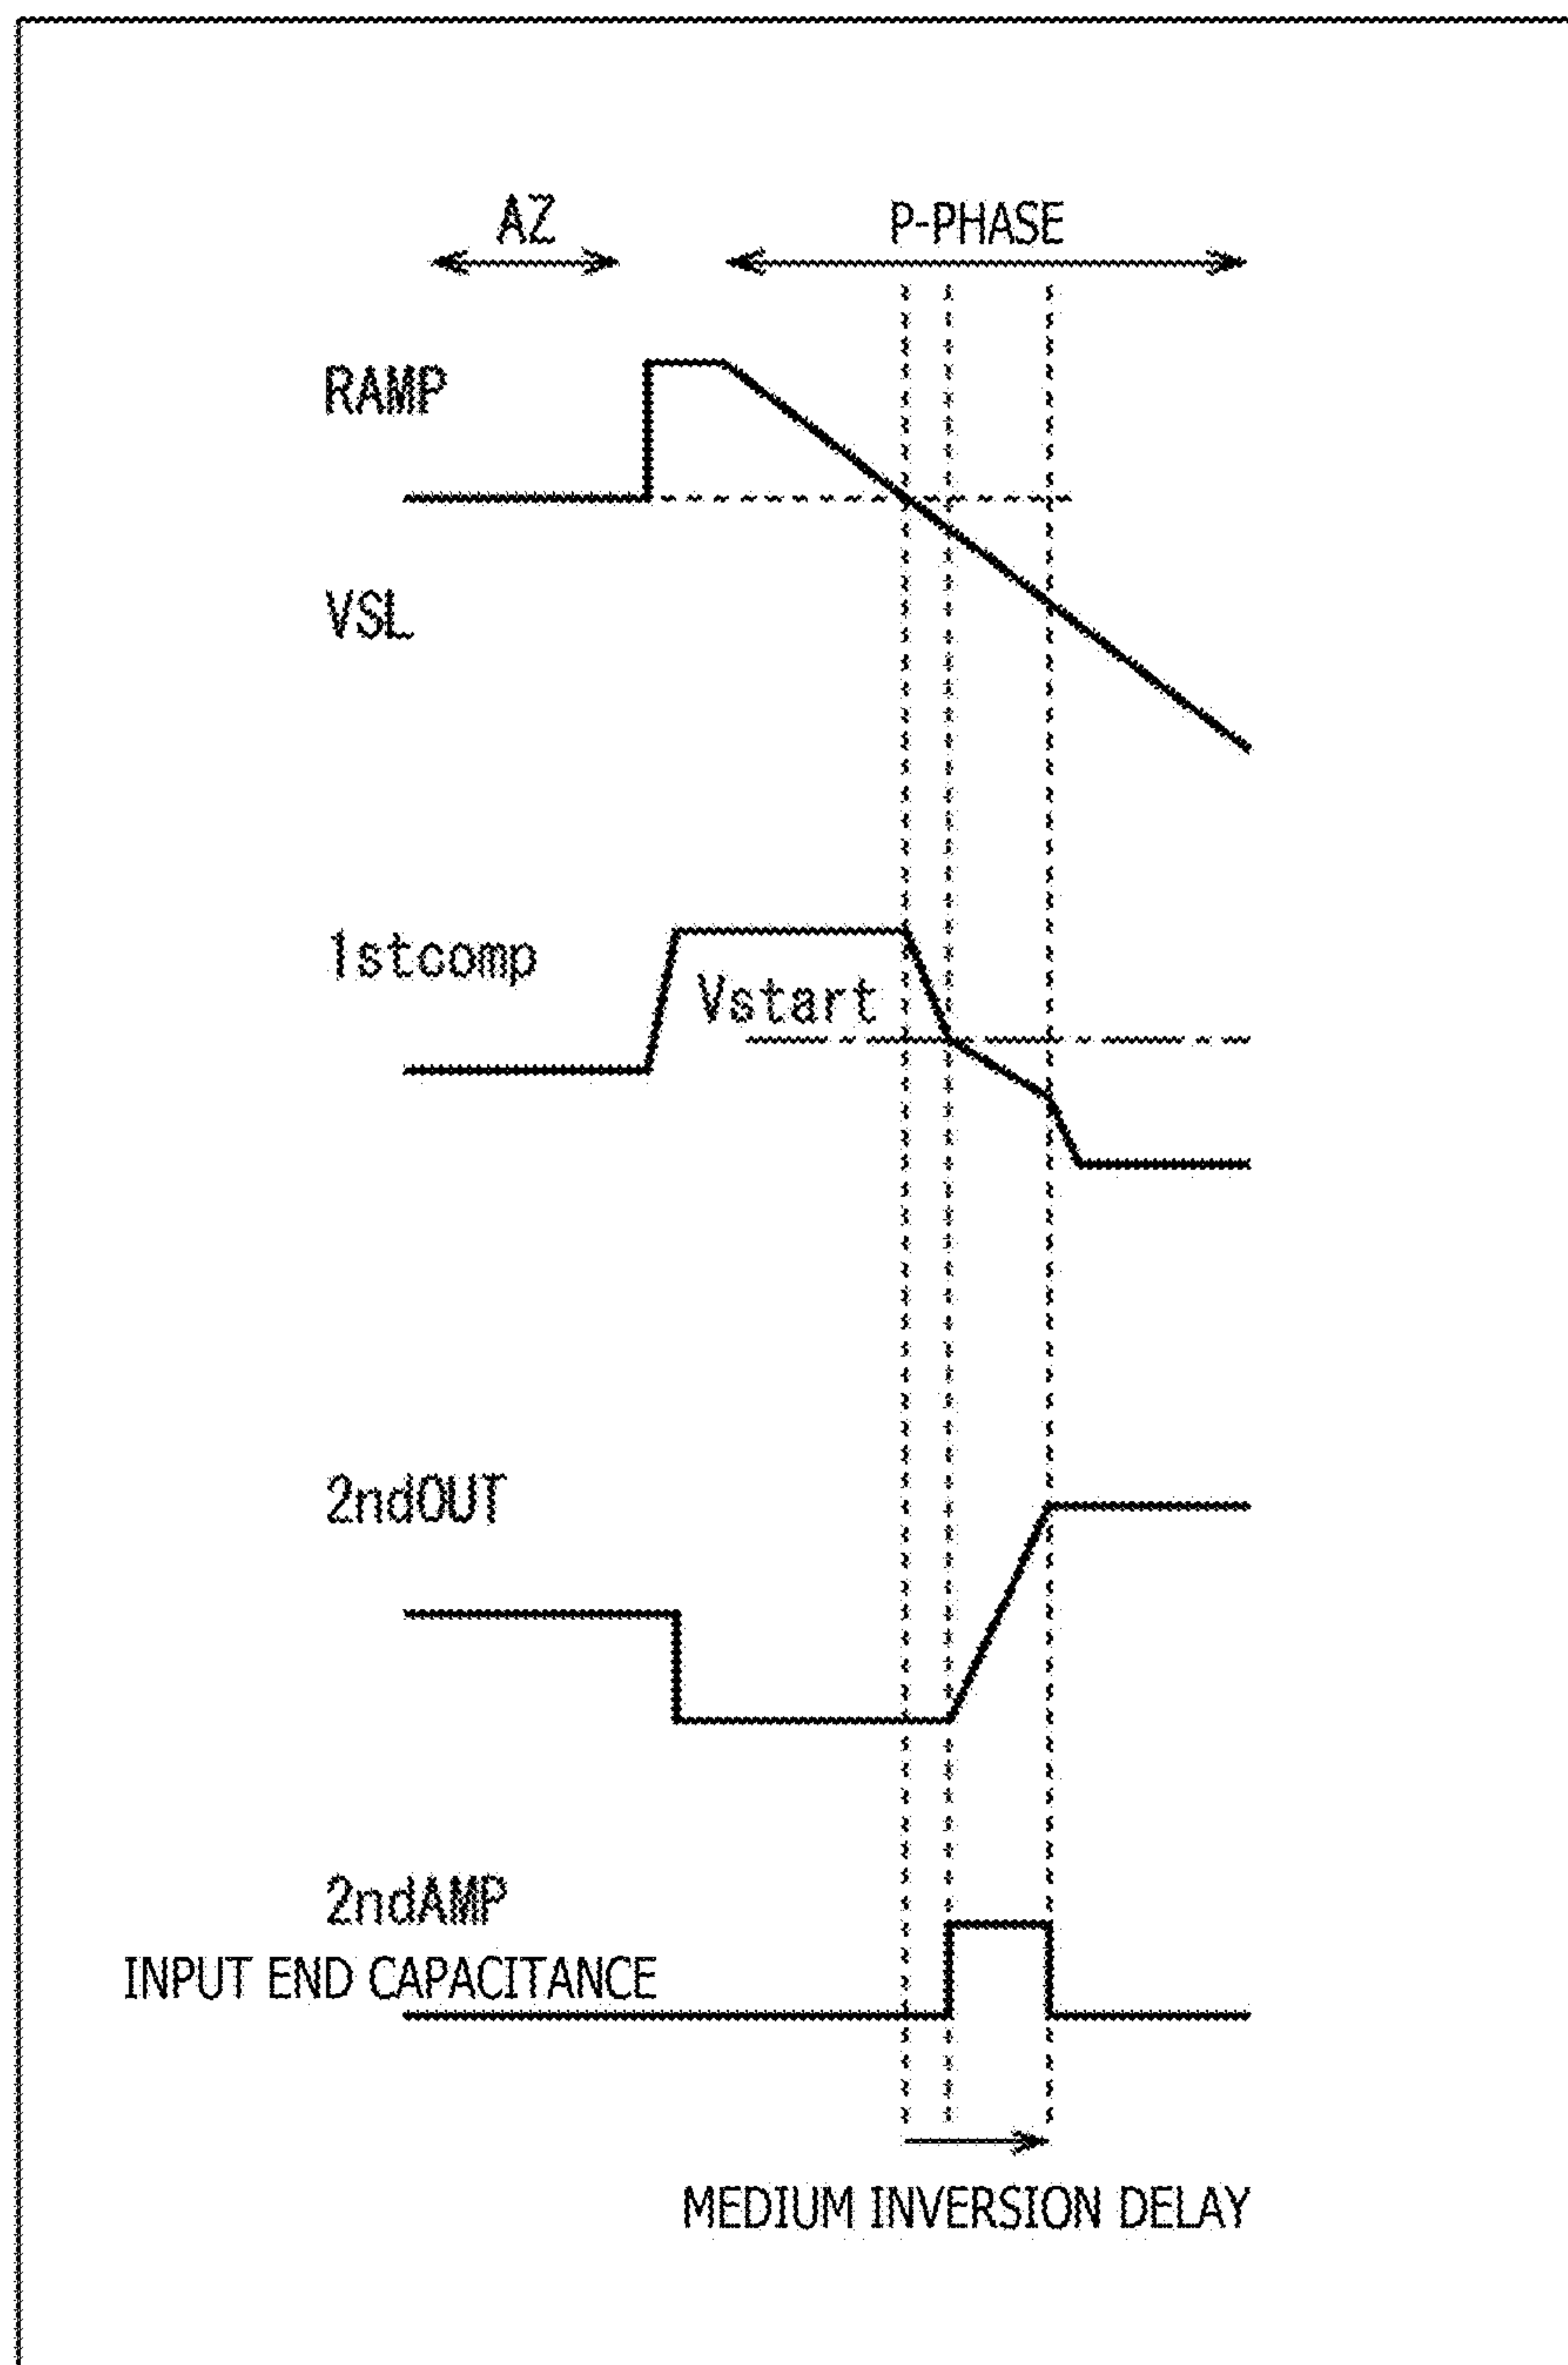 AZ
P-PHASE
RAMP
VSL
1stcomp
Vstart
2ndOUT
2ndAMP
INPUT END CAPACITANCE
MEDIUM INVERSION DELAY